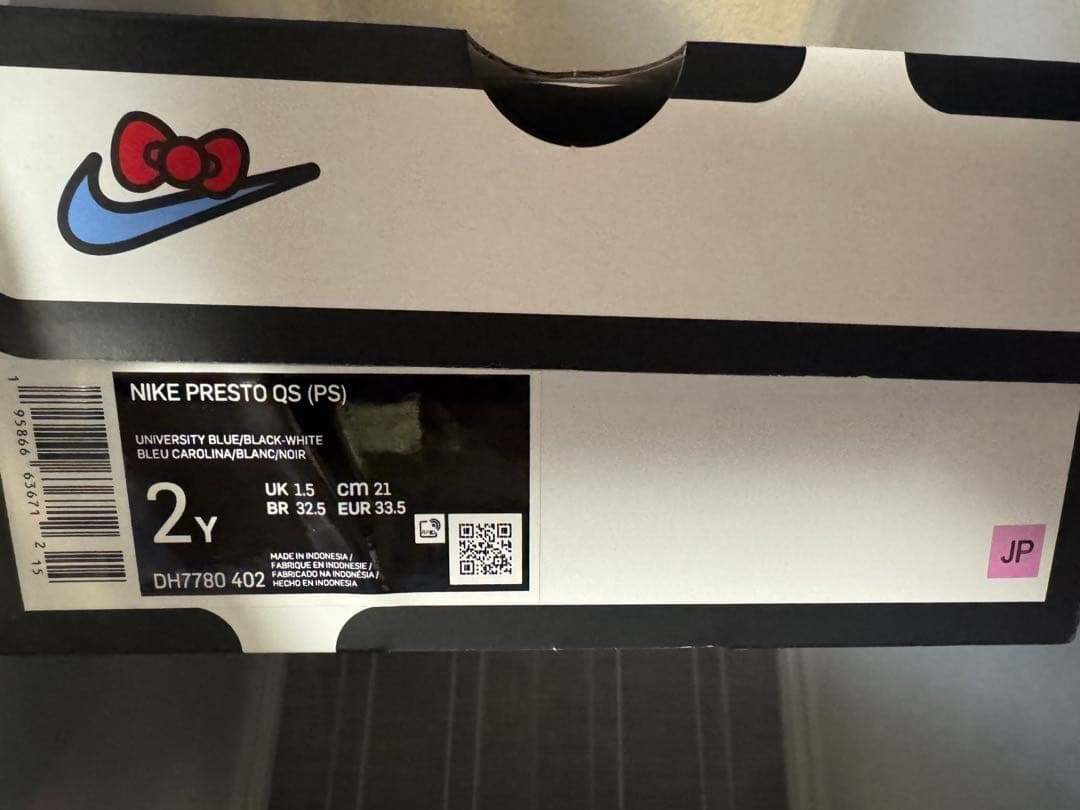 NIKE PRESTO QS (PS)
UNIVERSITY BLUE/BLACK-WHITE
BLEU CAROLINA/BLANC/NOIR
2Y
UK 1.5 cm 21
BR 32.5 EUR 33.5
DH7780 402
MADE IN INDONESIA /
FABRIQUE EN INDONESIE /
FABRICADO NA INDONÉSIA /
HECHO EN INDONESIA
1 95866 63671 2 15
JP